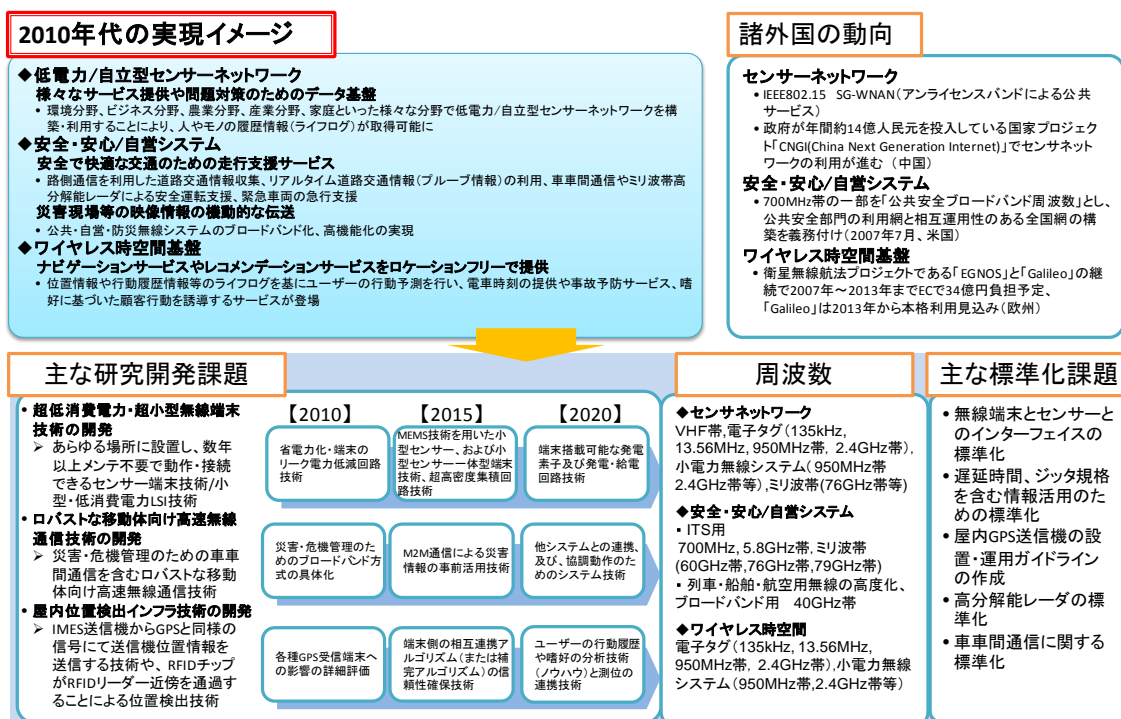 2010年代の実現イメージ
◆低電力/自立型センサーネットワーク
様々なサービス提供や問題対策のためのデータ基盤
• 環境分野、ビジネス分野、農業分野、産業分野、家庭といった様々な分野で低電力/自立型センサーネットワークを構
築・利用することにより、人やモノの履歴情報(ライフログ)が取得可能に
◆安全・安心/自営システム
安全で快適な交通のための走行支援サービス
• 路側通信を利用した道路交通情報収集、リアルタイム道路交通情報(プルーブ情報)の利用、車車間通信やミリ波帯高
分解能レーダによる安全運転支援、緊急車両の急行支援
災害現場等の映像情報の機動的な伝送
• 公共・自営・防災無線システムのブロードバンド化、高機能化の実現
◆ワイヤレス時空間基盤
ナビゲーションサービスやレコメンデーションサービスをロケーションフリーで提供
• 位置情報や行動履歴情報等のライフログを基にユーザーの行動予測を行い、電車時刻の提供や事故予防サービス、嗜
好に基づいた顧客行動を誘導するサービスが登場
諸外国の動向
センサーネットワーク
• IEEE802.15 SG-WNAN(アンライセンスバンドによる公共
サービス)
• 政府が年間約14億人民元を投入している国家プロジェク
ト「CNGI(China Next Generation Internet)」でセンサネット
ワークの利用が進む (中国)
安全・安心/自営システム
• 700MHz帯の一部を「公共安全ブロードバンド周波数」とし、
公共安全部門の利用網と相互運用性のある全国網の構
築を義務付け(2007年7月、米国)
ワイヤレス時空間基盤
• 衛星無線航法プロジェクトである「EGNOS」と「Galileo」の継
続で2007年～2013年までECで34億円負担予定、
「Galileo」は2013年から本格利用見込み(欧州)
主な研究開発課題
• 超低消費電力・超小型無線端末
技術の開発
➢ あらゆる場所に設置し、数年
以上メンテ不要で動作・接続
できるセンサー端末技術/小
型・低消費電力LSI技術
• ロバストな移動体向け高速無線
通信技術の開発
➢ 災害・危機管理のための車車
間通信を含むロバストな移動
体向け高速無線通信技術
• 屋内位置検出インフラ技術の開発
➢ IMES送信機からGPSと同様の
信号にて送信機位置情報を
送信する技術や、RFIDチップ
がRFIDリーダー近傍を通過す
ることによる位置検出技術
【2010】
【2015】
【2020】
省電力化・端末の
リーク電力低減回路
技術
MEMS技術を用いた小
型センサー、および小
型センサー一体型端末
技術、超高密度集積回
路技術
端末搭載可能な発電
素子及び発電・給電
回路技術
災害・危機管理のた
めのブロードバンド方
式の具体化
M2M通信による災害
情報の事前活用技術
他システムとの連携、
及び、協調動作のた
めのシステム技術
各種GPS受信端末へ
の影響の詳細評価
端末側の相互連携ア
ルゴリズム(または補
完アルゴリズム)の信
頼性確保技術
ユーザーの行動履歴
や嗜好の分析技術
(ノウハウ)と測位の
連携技術
周波数
◆センサネットワーク
VHF帯,電子タグ(135kHz,
13.56MHz, 950MHz帯, 2.4GHz帯),
小電力無線システム(950MHz帯
2.4GHz帯等),ミリ波帯(76GHz帯等)
◆安全・安心/自営システム
・ITS用
700MHz, 5.8GHz帯, ミリ波帯
(60GHz帯,76GHz帯,79GHz帯)
・列車・船舶・航空用無線の高度化、
ブロードバンド用 40GHz帯
◆ワイヤレス時空間
電子タグ(135kHz, 13.56MHz,
950MHz帯, 2.4GHz帯),小電力無線
システム(950MHz帯,2.4GHz帯等)
主な標準化課題
• 無線端末とセンサーと
のインターフェイスの
標準化
• 遅延時間、ジッタ規格
を含む情報活用のた
めの標準化
• 屋内GPS送信機の設
置・運用ガイドライン
の作成
• 高分解能レーダの標
準化
• 車車間通信に関する
標準化